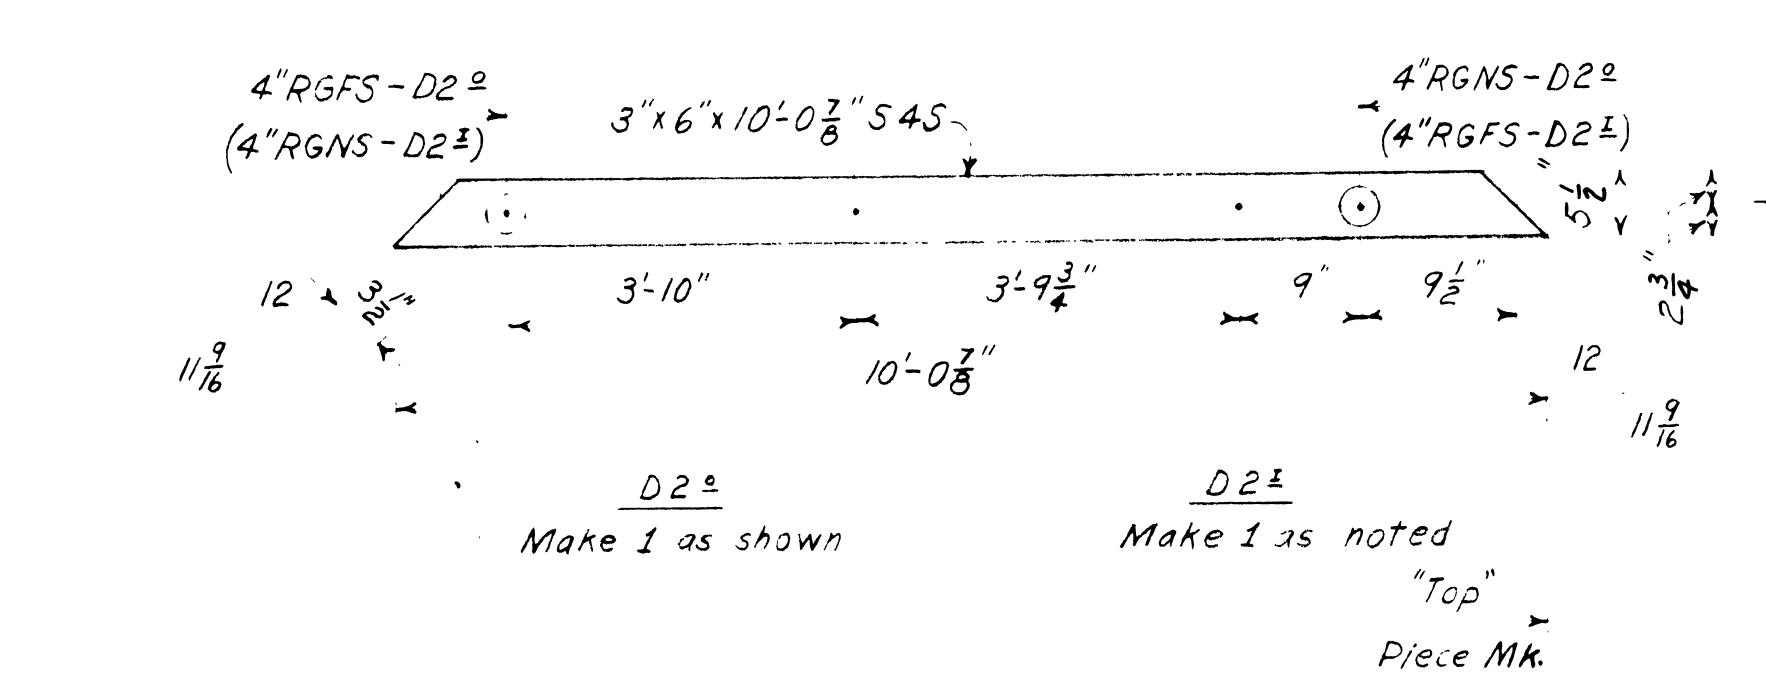 4"RGFS-D2º
(4"RGNS-D2ᴵ)
3"x6"x10'-0⅞"S4S
4"RGNS-D2º
(4"RGFS-D2ᴵ)
5½"
2¾"
12
3½"
11 9/16
3'-10"
3'-9¾"
9"
9½"
10'-0⅞"
12
11 9/16
D2º
Make 1 as shown
D2ᴵ
Make 1 as noted
"Top"
Piece Mk.